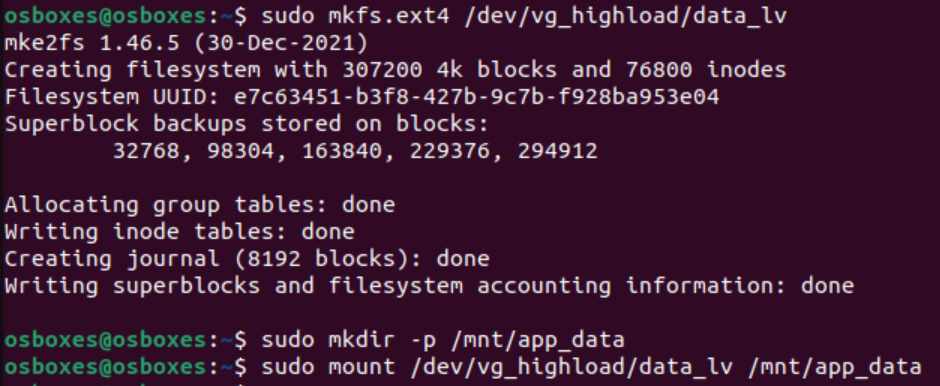 osboxes@osboxes:~$ sudo mkfs.ext4 /dev/vg_highload/data_lv
mke2fs 1.46.5 (30-Dec-2021)
Creating filesystem with 307200 4k blocks and 76800 inodes
Filesystem UUID: e7c63451-b3f8-427b-9c7b-f928ba953e04
Superblock backups stored on blocks:
        32768, 98304, 163840, 229376, 294912

Allocating group tables: done
Writing inode tables: done
Creating journal (8192 blocks): done
Writing superblocks and filesystem accounting information: done

osboxes@osboxes:~$ sudo mkdir -p /mnt/app_data
osboxes@osboxes:~$ sudo mount /dev/vg_highload/data_lv /mnt/app_data